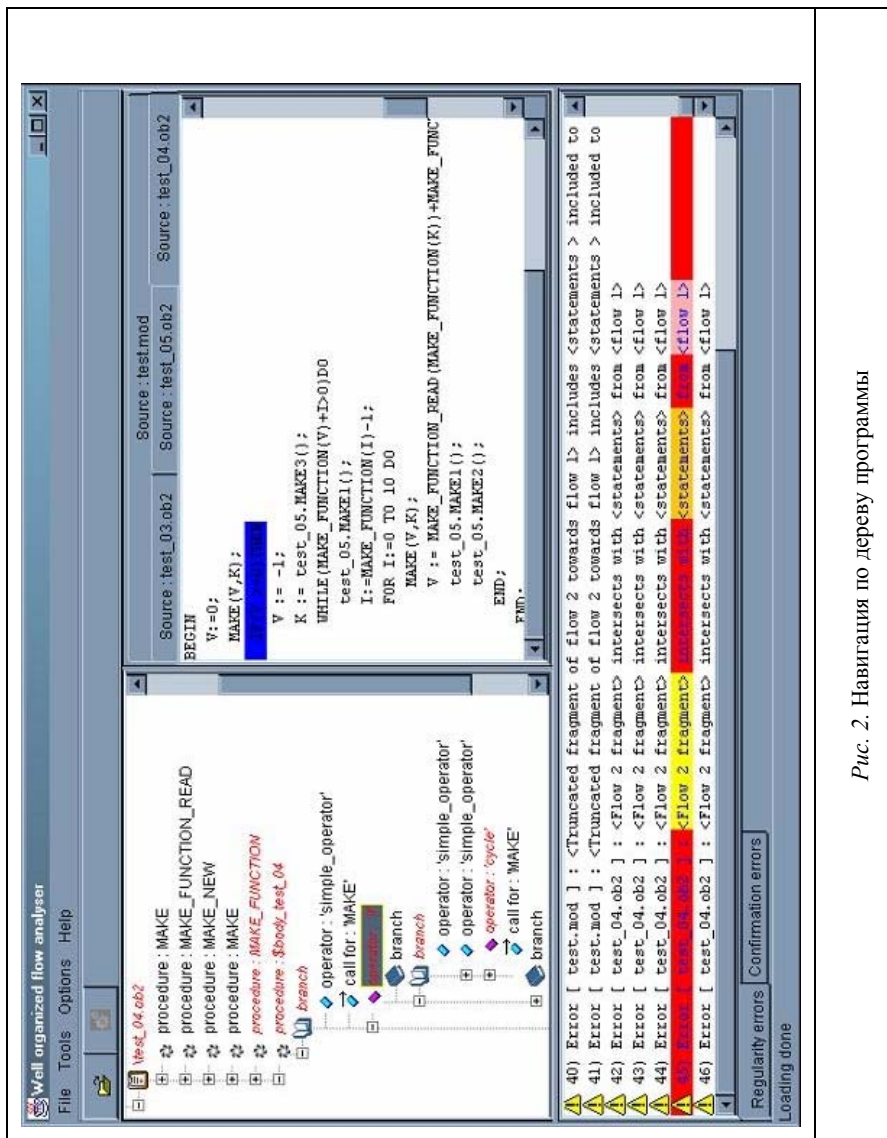 Well organized flow analyser
File Tools Options Help
\test_04.ob2
procedure : MAKE
procedure : MAKE_FUNCTION_READ
procedure : MAKE_NEW
procedure : MAKE
procedure : MAKE_FUNCTION
procedure : $body_test_04
branch
operator : 'simple_operator'
call for : 'MAKE'
operator : 'if'
branch
branch
operator : 'simple_operator'
operator : 'simple_operator'
operator : 'cycle'
call for : 'MAKE'
branch
Source : test.mod
Source : test_03.ob2
Source : test_05.ob2
Source : test_04.ob2
BEGIN
V:=0;
MAKE(V,K);
V := -1;
K := test_05.MAKE3();
WHILE(MAKE_FUNCTION(V)+I>0)DO
test_05.MAKE1();
I:=MAKE_FUNCTION(I)-1;
FOR I:=0 TO 10 DO
MAKE(V,K);
V := MAKE_FUNCTION_READ(MAKE_FUNCTION(K))+MAKE_FUNC
test_05.MAKE1();
test_05.MAKE2();
END;
END;
40) Error [ test.mod ] : <Truncated fragment of flow 2 towards flow 1> includes <statements > included to
41) Error [ test.mod ] : <Truncated fragment of flow 2 towards flow 1> includes <statements > included to
42) Error [ test_04.ob2 ] : <Flow 2 fragment> intersects with <statements> from <flow 1>
43) Error [ test_04.ob2 ] : <Flow 2 fragment> intersects with <statements> from <flow 1>
44) Error [ test_04.ob2 ] : <Flow 2 fragment> intersects with <statements> from <flow 1>
45) Error [ test_04.ob2 ] : <Flow 2 fragment> intersects with <statements> from <flow 1>
46) Error [ test_04.ob2 ] : <Flow 2 fragment> intersects with <statements> from <flow 1>
Regularity errors
Confirmation errors
Loading done
Рис. 2. Навигация по дереву программы